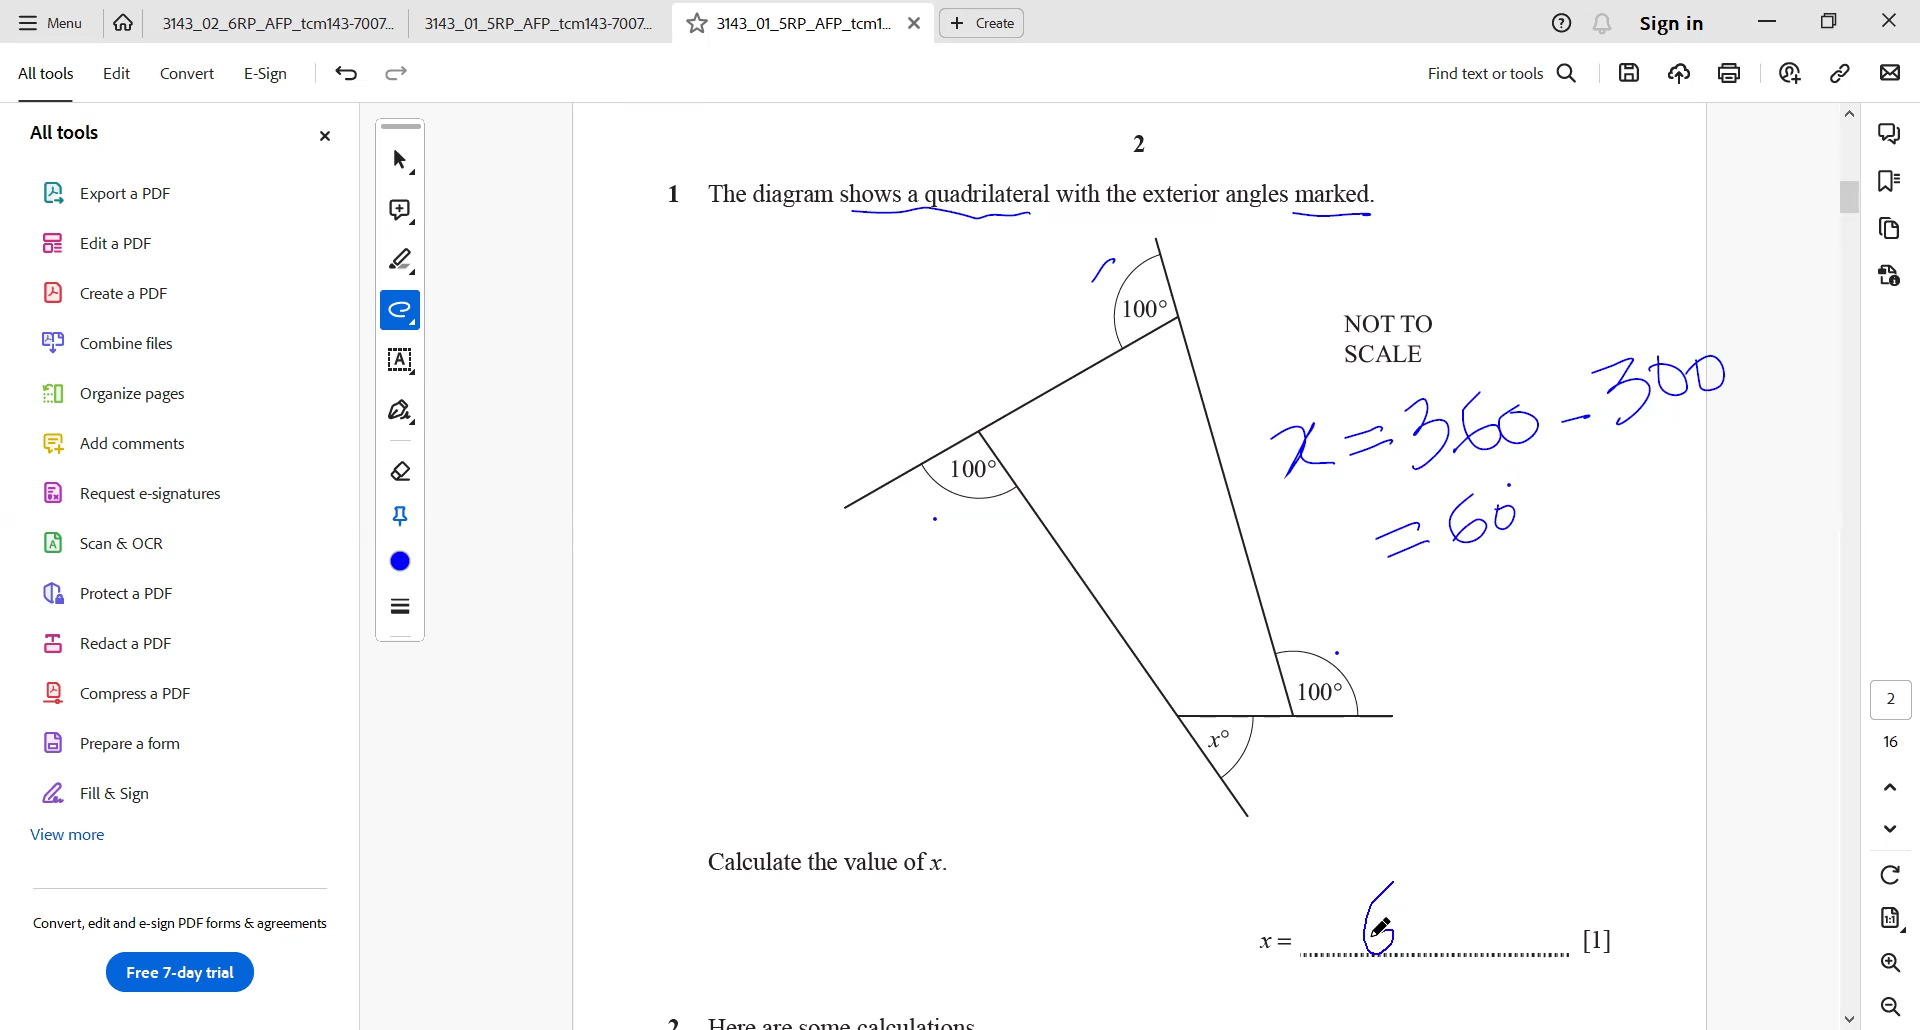 Menu
3143_02_6RP_AFP_tcm143-7007...
3143_01_5RP_AFP_tcm143-7007...
3143_01_5RP_AFP_tcm1...
Create
Sign in
All tools
Edit
Convert
E-Sign
Find text or tools
All tools
Export a PDF
Edit a PDF
Create a PDF
Combine files
Organize pages
Add comments
Request e-signatures
Scan & OCR
Protect a PDF
Redact a PDF
Compress a PDF
Prepare a form
Fill & Sign
View more
Convert, edit and e-sign PDF forms & agreements
Free 7-day trial
2
1 The diagram shows a quadrilateral with the exterior angles marked.
100°
NOT TO
SCALE
x = 360 - 300
100°
= 60
100°
x°
Calculate the value of x.
x = 6 [1]
2 Here are some calculations
2
16